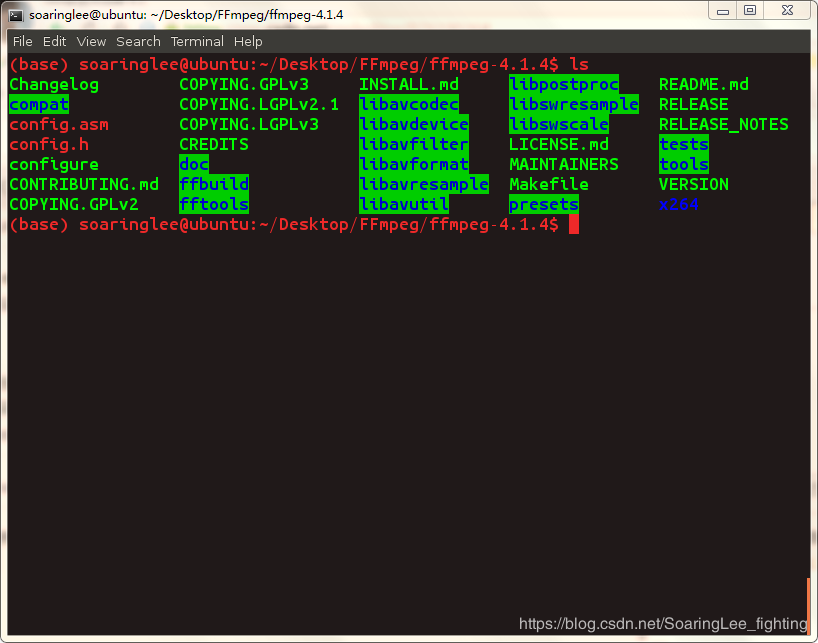 soaringlee@ubuntu: ~/Desktop/FFmpeg/ffmpeg-4.1.4
File Edit View Search Terminal Help
(base) soaringlee@ubuntu:~/Desktop/FFmpeg/ffmpeg-4.1.4$ ls
Changelog COPYING.GPLv3 INSTALL.md libpostproc README.md
compat COPYING.LGPLv2.1 libavcodec libswresample RELEASE
config.asm COPYING.LGPLv3 libavdevice libswscale RELEASE_NOTES
config.h CREDITS libavfilter LICENSE.md tests
configure doc libavformat MAINTAINERS tools
CONTRIBUTING.md ffbuild libavresample Makefile VERSION
COPYING.GPLv2 fftools libavutil presets x264
(base) soaringlee@ubuntu:~/Desktop/FFmpeg/ffmpeg-4.1.4$
https://blog.csdn.net/SoaringLee_fighting